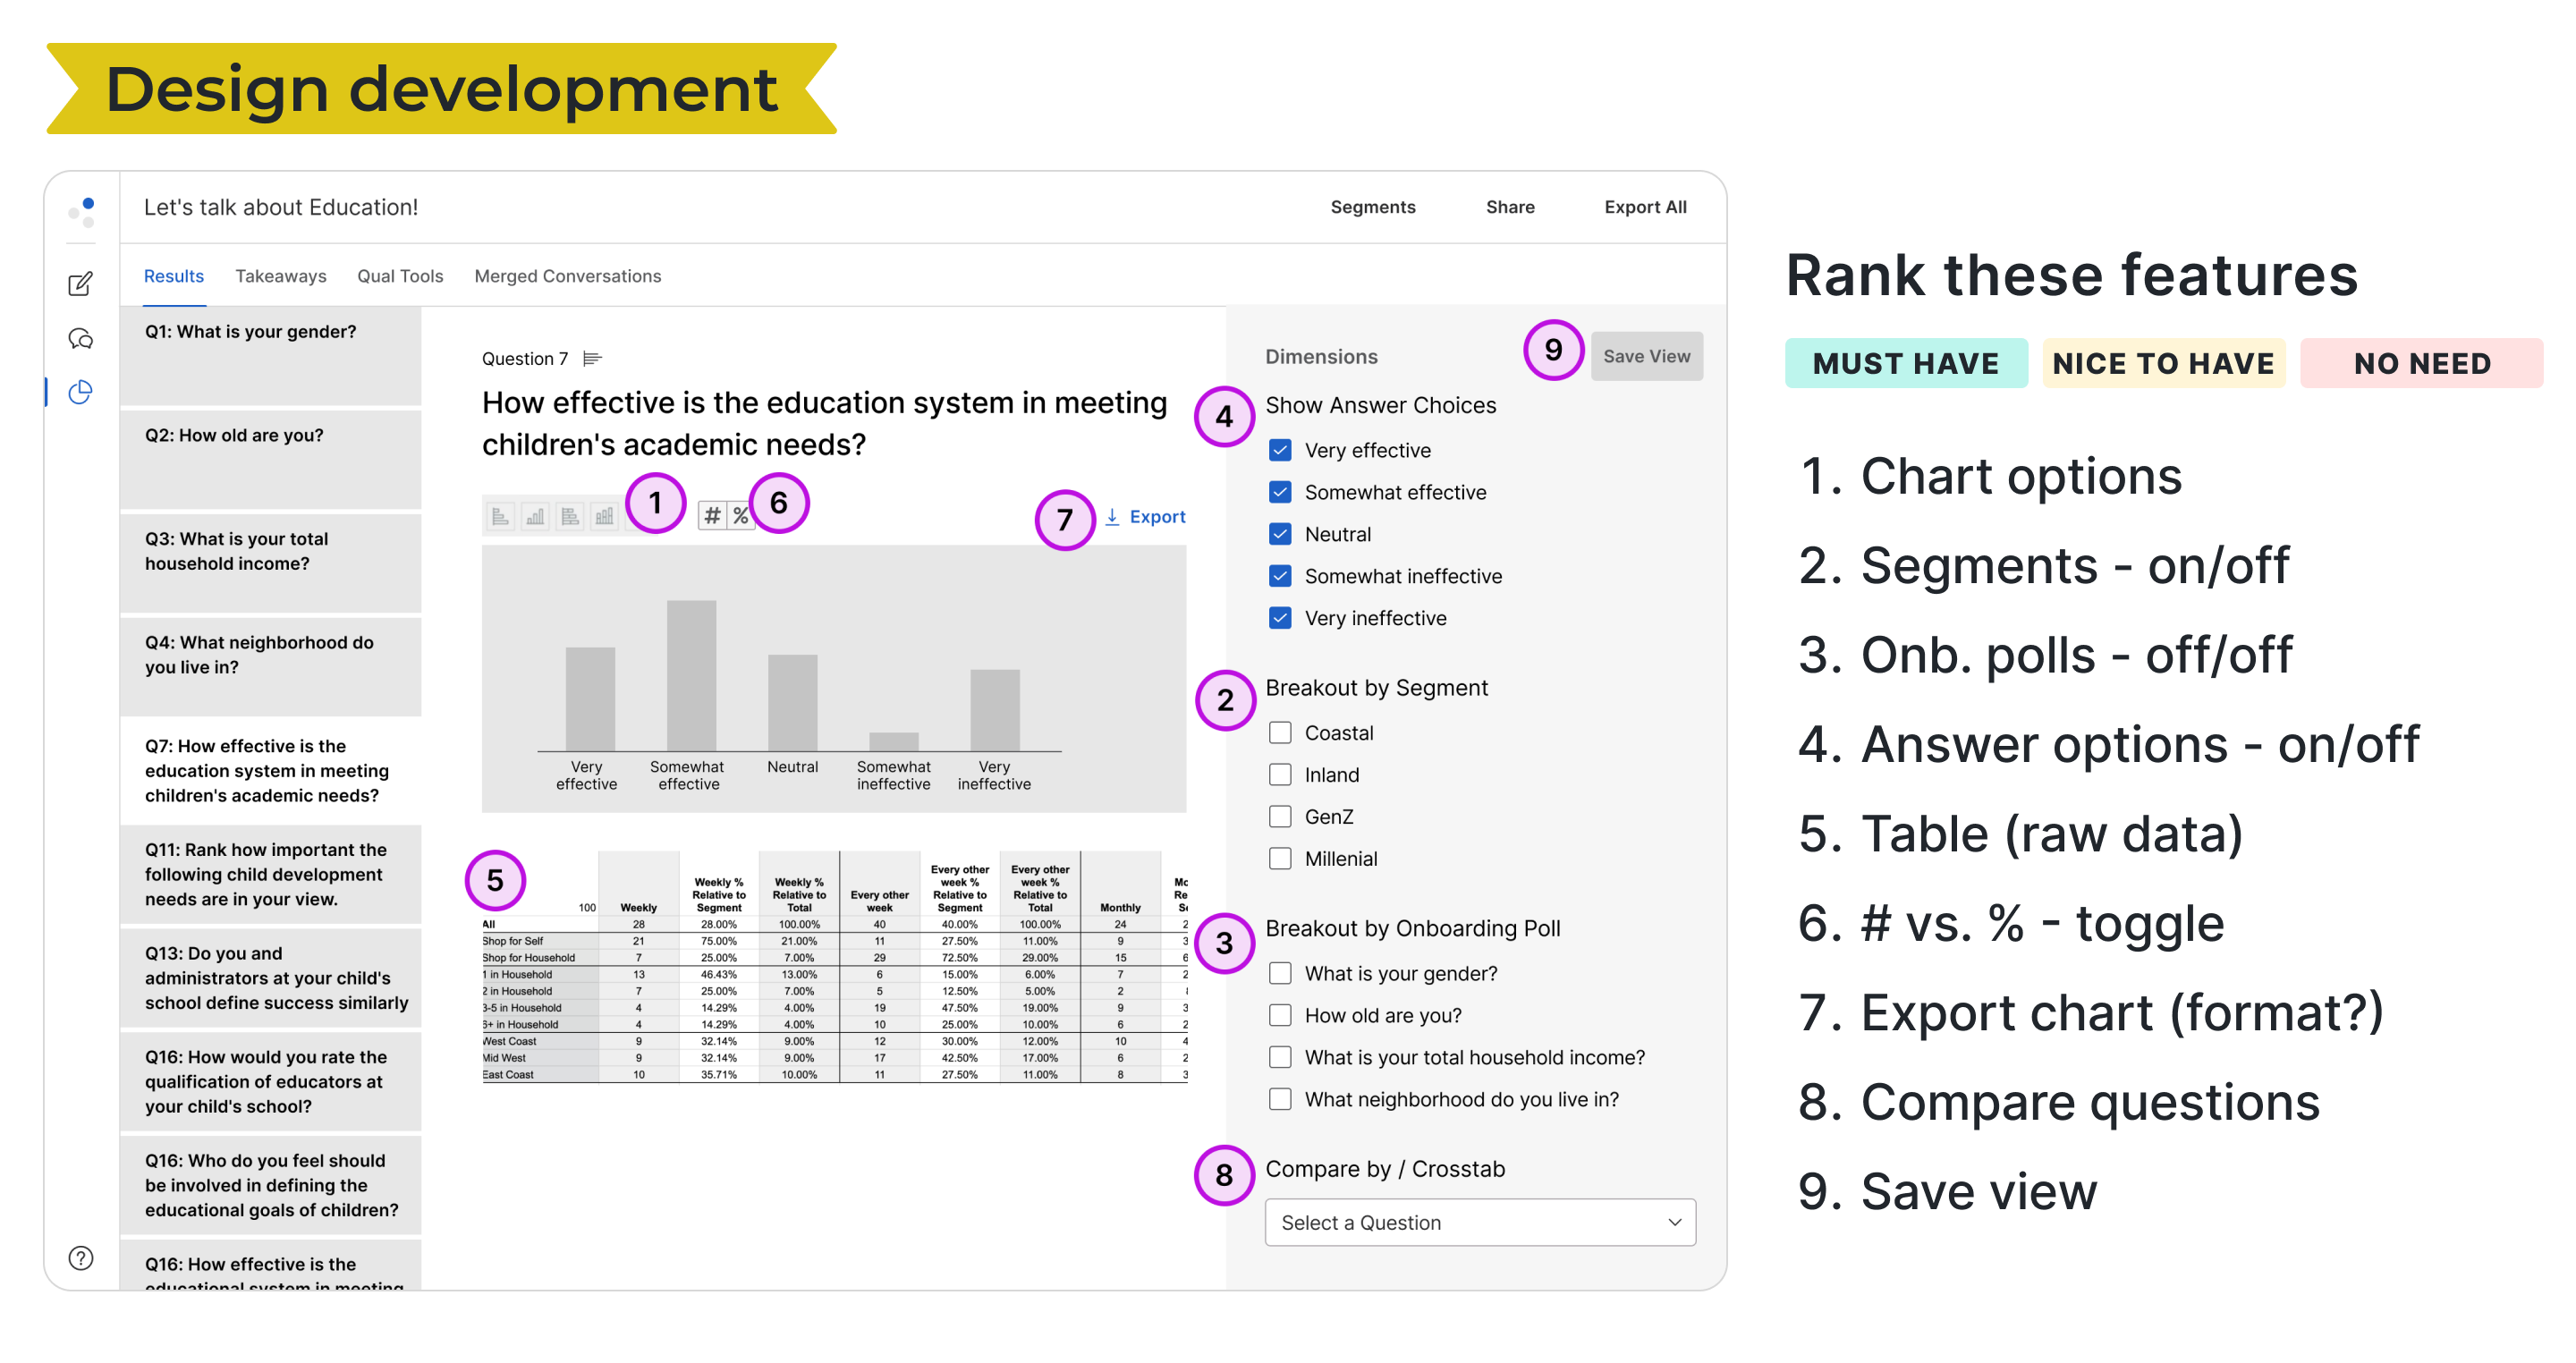 Design development
Let's talk about Education!
Segments
Share
Export All
Results
Takeaways
Qual Tools
Merged Conversations
Q1: What is your gender?
Q2: How old are you?
Q3: What is your total
household income?
Q4: What neighborhood do
you live in?
Q7: How effective is the
education system in meeting
children's academic needs?
Q11: Rank how important the
following child development
needs are in your view.
Q13: Do you and
administrators at your child's
school define success similarly
Q16: How would you rate the
qualification of educators at
your child's school?
Q16: Who do you feel should
be involved in defining the
educational goals of children?
Q16: How effective is the
educational system in meeting
Question 7
How effective is the education system in meeting
children's academic needs?
1
# %
6
7
Export
Very
effective
Somewhat
effective
Neutral
Somewhat
ineffective
Very
ineffective
5
100 Weekly Weekly % Relative to Segment Weekly % Relative to Total Every other week Every other week % Relative to Segment Every other week % Relative to Total Monthly
All 28 28.00% 100.00% 40 40.00% 100.00% 24 2
Shop for Self 21 75.00% 21.00% 11 27.50% 11.00% 9 3
Shop for Household 7 25.00% 7.00% 29 72.50% 29.00% 15 6
1 in Household 13 46.43% 13.00% 6 15.00% 6.00% 7 2
2 in Household 7 25.00% 7.00% 5 12.50% 5.00% 2
3-5 in Household 4 14.29% 4.00% 19 47.50% 19.00% 9 3
6+ in Household 4 14.29% 4.00% 10 25.00% 10.00% 6 2
West Coast 9 32.14% 9.00% 12 30.00% 12.00% 10 4
Mid West 9 32.14% 9.00% 17 42.50% 17.00% 6 2
East Coast 10 35.71% 10.00% 11 27.50% 11.00% 8 3
Dimensions
9
Save View
4
Show Answer Choices
Very effective
Somewhat effective
Neutral
Somewhat ineffective
Very ineffective
2
Breakout by Segment
Coastal
Inland
GenZ
Millenial
3
Breakout by Onboarding Poll
What is your gender?
How old are you?
What is your total household income?
What neighborhood do you live in?
8
Compare by / Crosstab
Select a Question
Rank these features
MUST HAVE
NICE TO HAVE
NO NEED
1. Chart options
2. Segments - on/off
3. Onb. polls - off/off
4. Answer options - on/off
5. Table (raw data)
6. # vs. % - toggle
7. Export chart (format?)
8. Compare questions
9. Save view